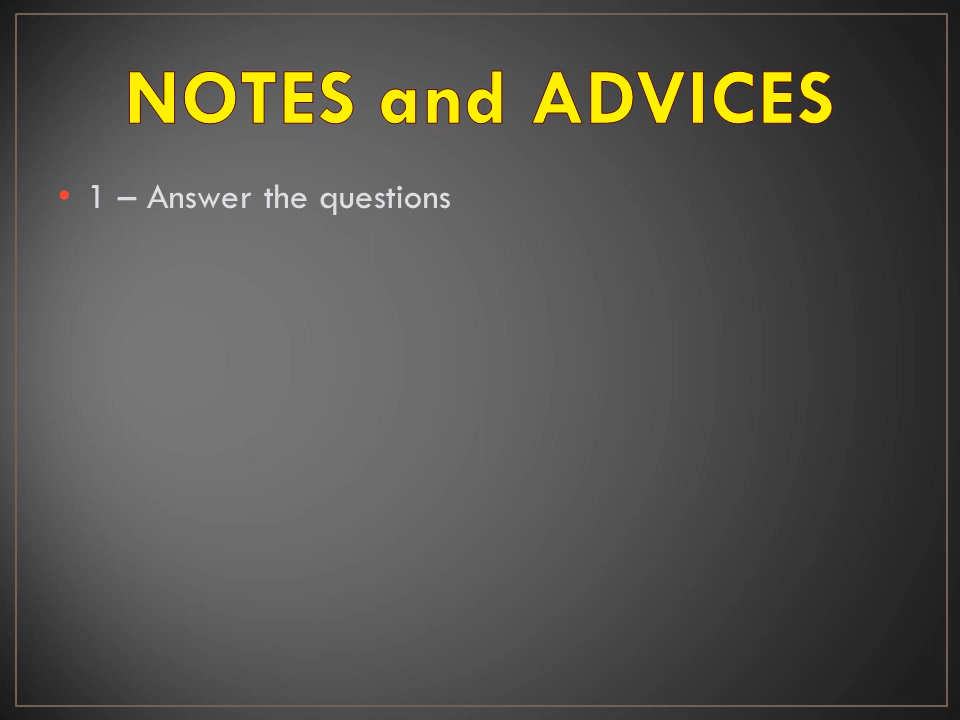 NOTES and ADVICES
• 1 – Answer the questions